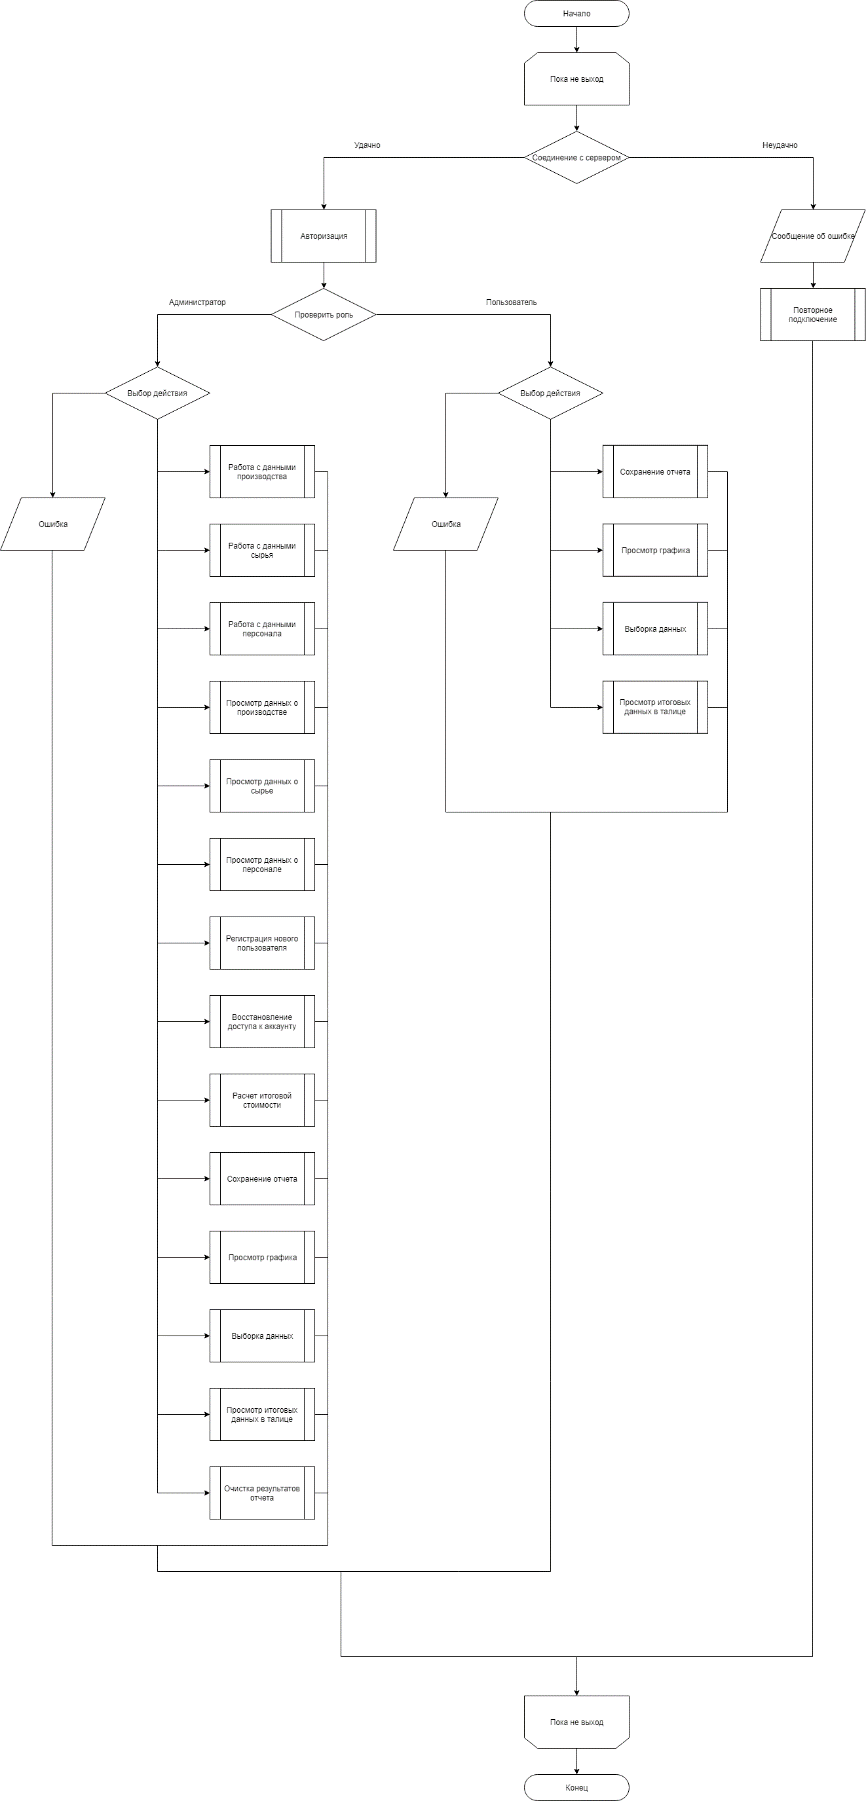 Начало
Пока не выход
Соединение с сервером
Удачно
Неудачно
Авторизация
Сообщение об ошибке
Повторное
подключение
Проверить роль
Администратор
Пользователь
Выбор действия
Ошибка
Работа с данными
производства
Работа с данными
сырья
Работа с данными
персонала
Просмотр данных о
производстве
Просмотр данных о
сырье
Просмотр данных о
персонале
Регистрация нового
пользователя
Восстановление
доступа к аккаунту
Расчет итоговой
стоимости
Сохранение отчета
Просмотр графика
Выборка данных
Просмотр итоговых
данных в талице
Очистка результатов
отчета
Выбор действия
Ошибка
Сохранение отчета
Просмотр графика
Выборка данных
Просмотр итоговых
данных в талице
Пока не выход
Конец